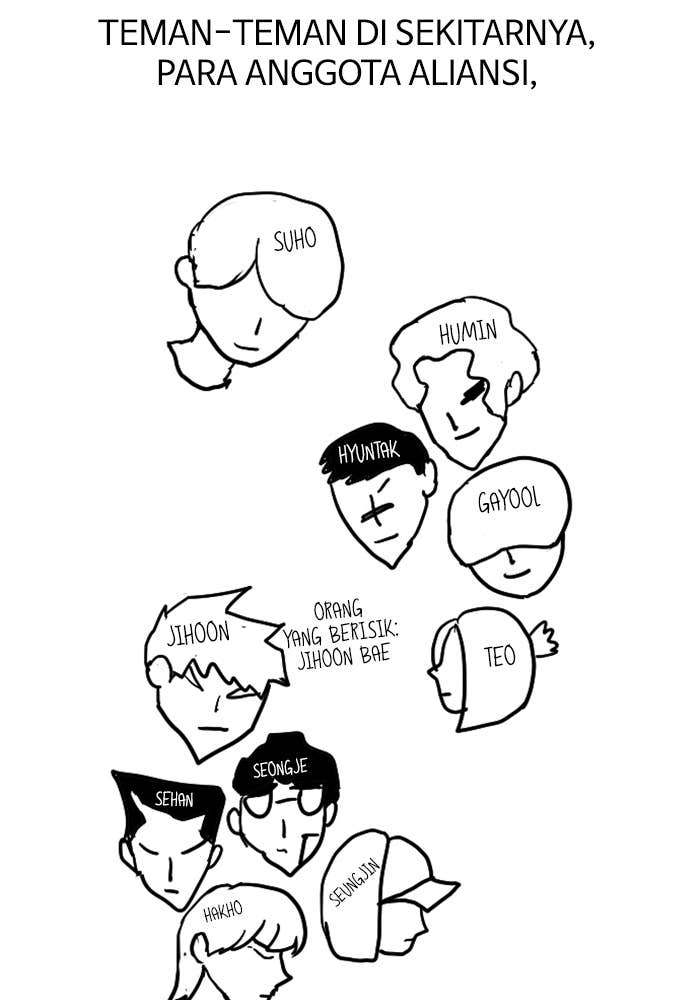 TEMAN-TEMAN DI SEKITARNYA,
PARA ANGGOTA ALIANSI,
SUHO
HUMIN
HYUNTAK
GAYOOL
JIHOON
ORANG
YANG BERISIK:
JIHOON BAE
TEO
SEONGJE
SEHAN
SEUNGJIN
HAKHO